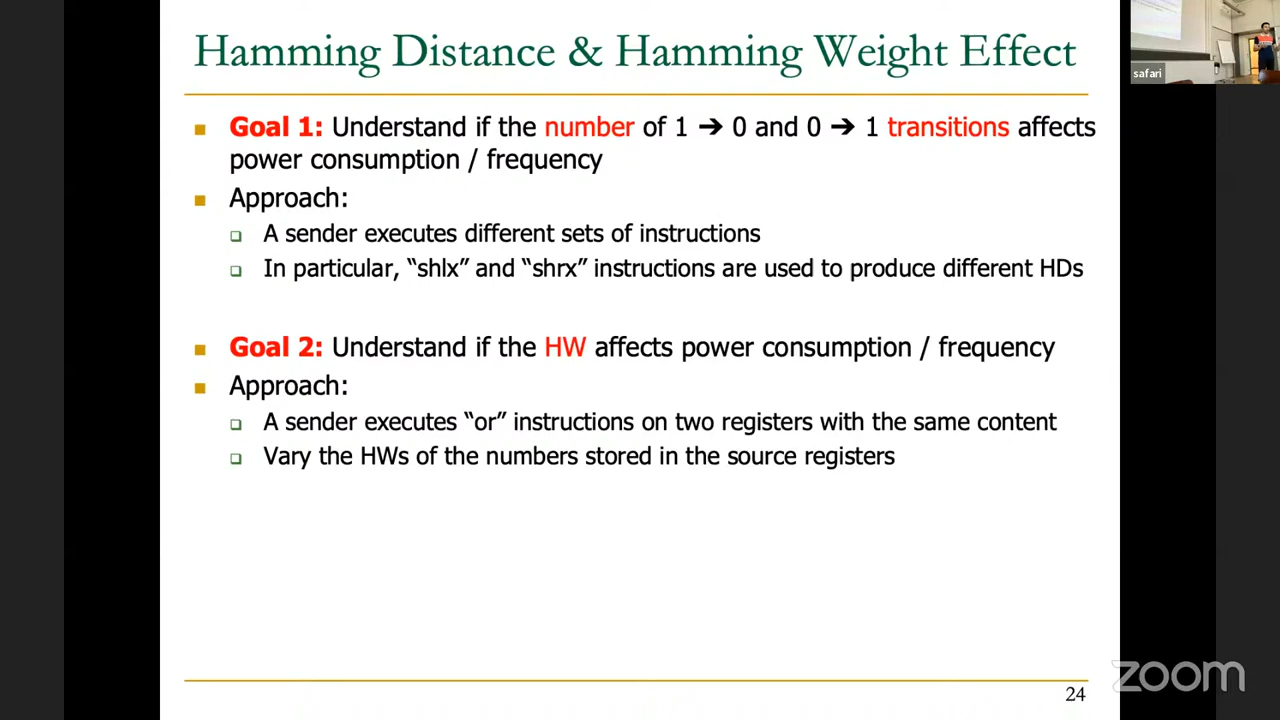 Hamming Distance & Hamming Weight Effect
safari
■ Goal 1: Understand if the number of 1 ➔ 0 and 0 ➔ 1 transitions affects
power consumption / frequency
■ Approach:
❑ A sender executes different sets of instructions
❑ In particular, “shlx” and “shrx” instructions are used to produce different HDs
■ Goal 2: Understand if the HW affects power consumption / frequency
■ Approach:
❑ A sender executes “or” instructions on two registers with the same content
❑ Vary the HWs of the numbers stored in the source registers
zoom
24